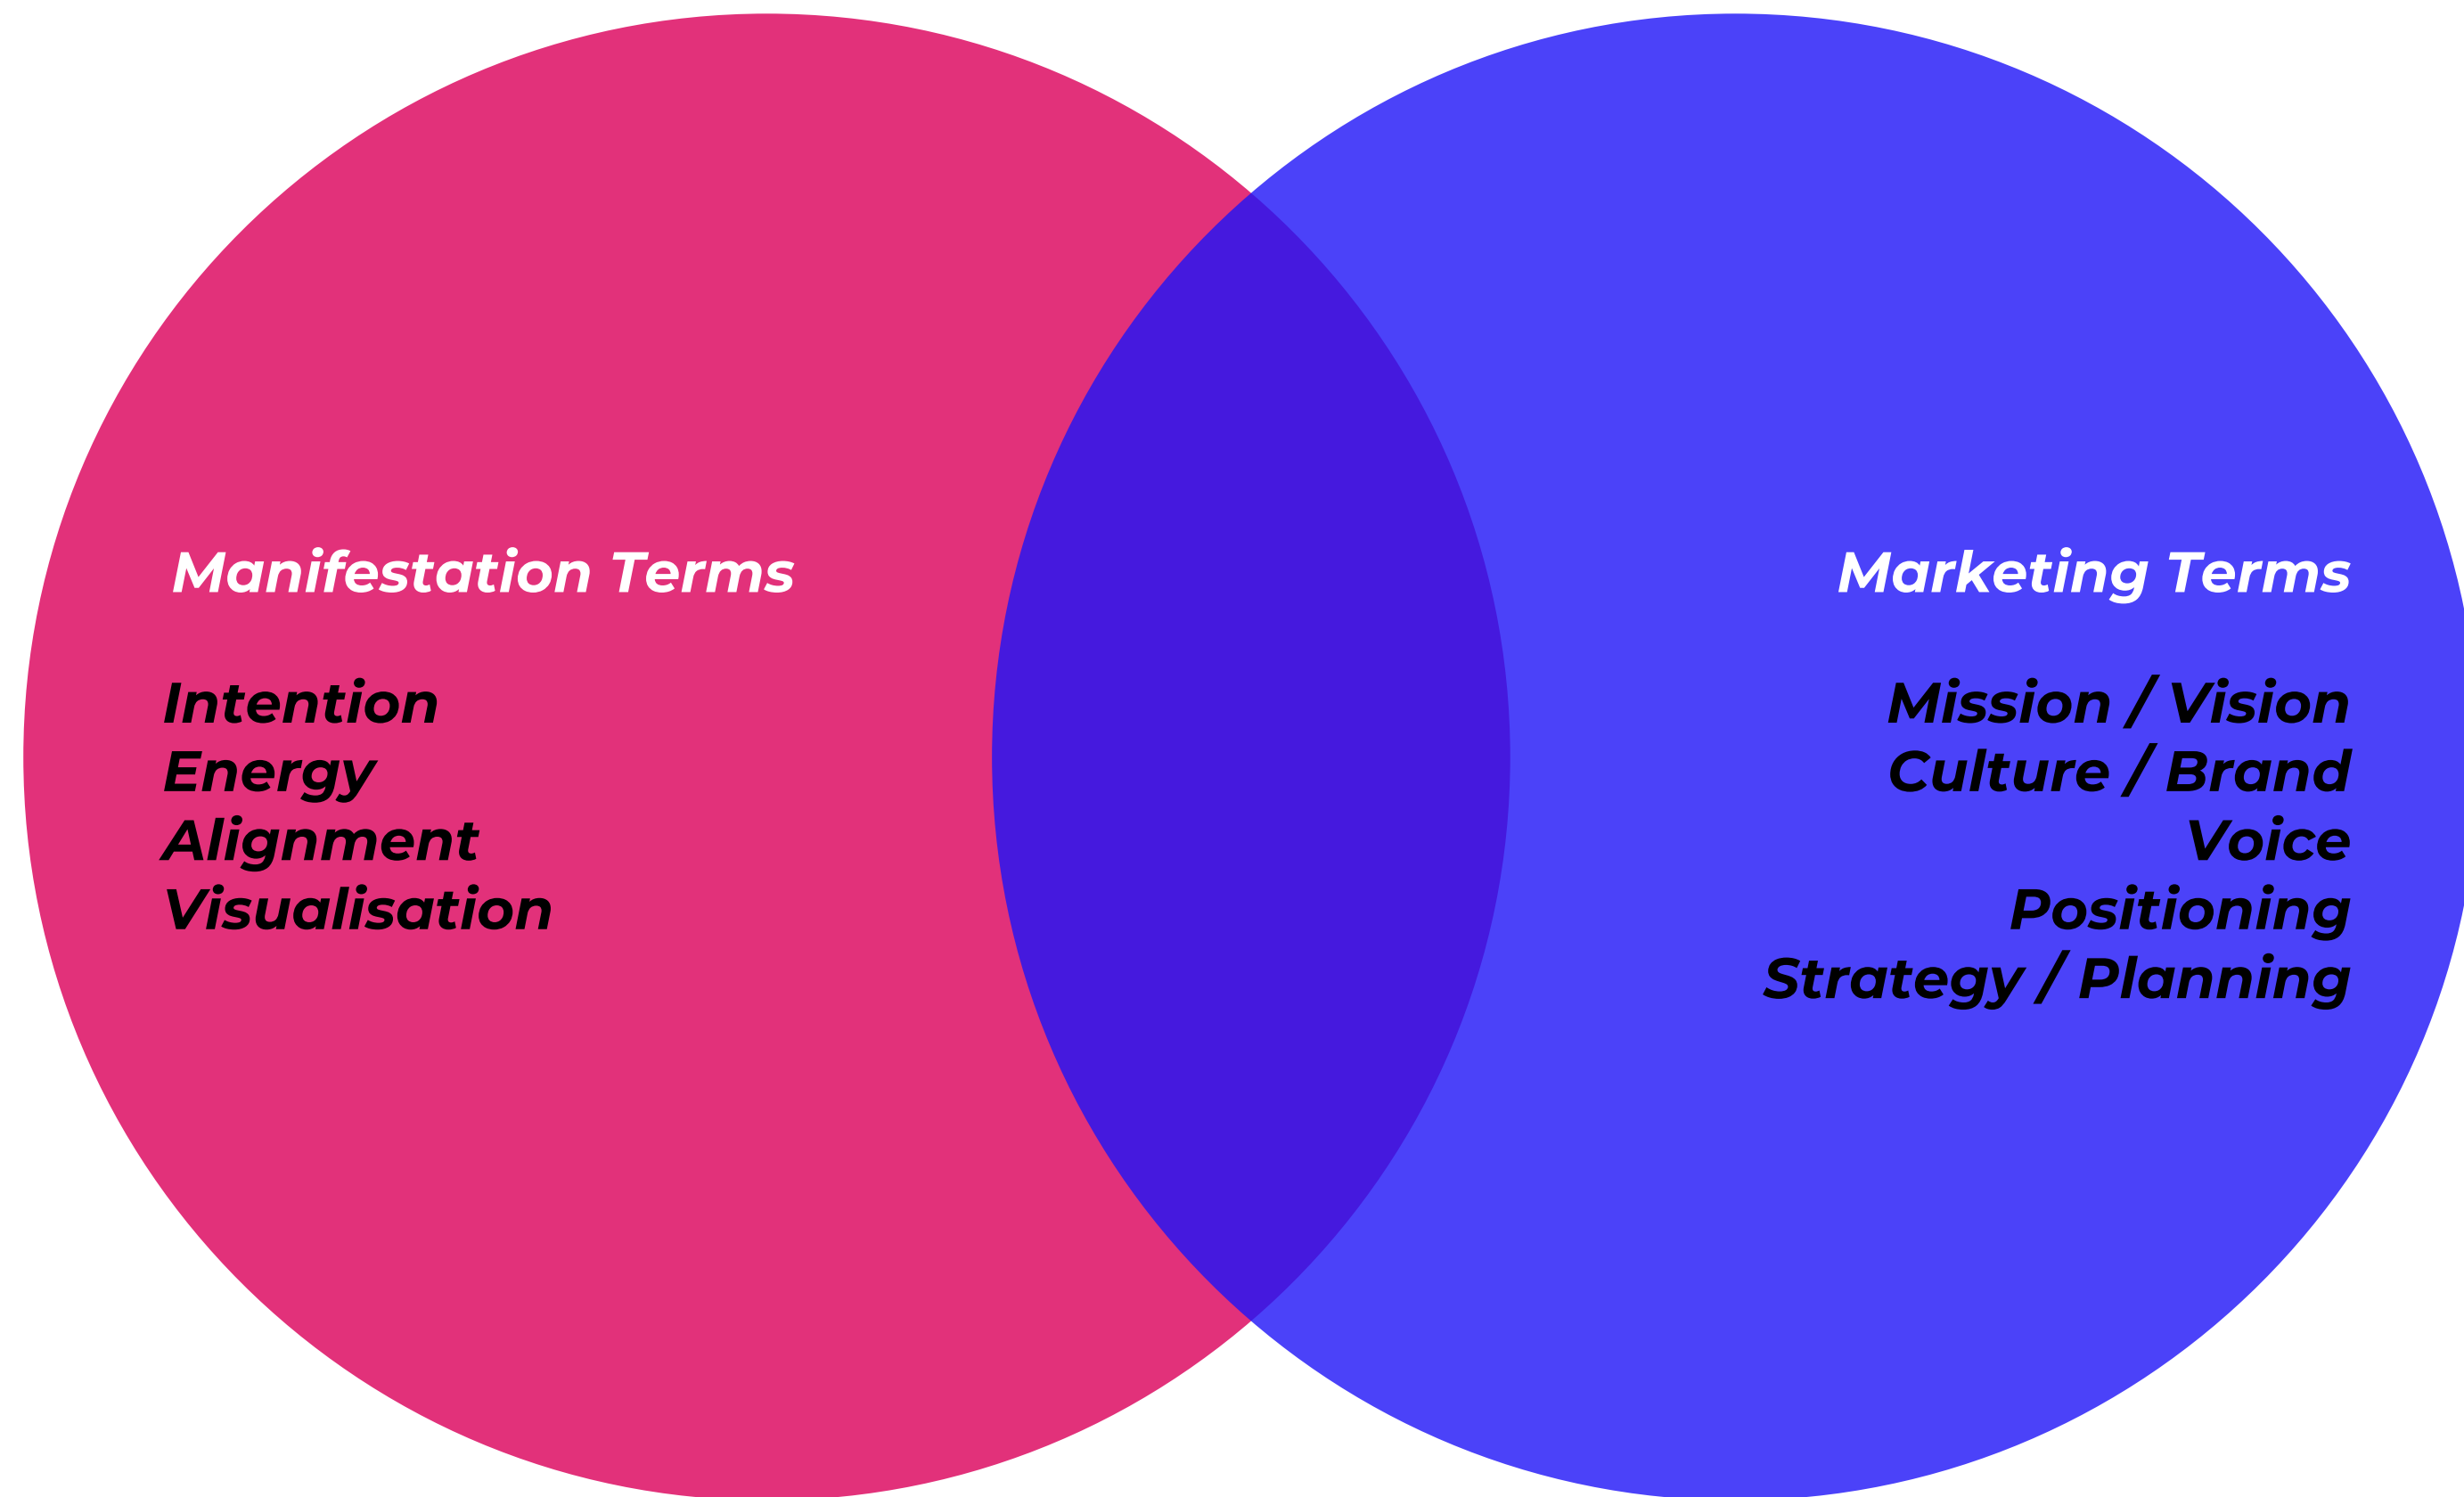 Manifestation Terms
Intention
Energy
Alignment
Visualisation
Marketing Terms
Mission / Vision
Culture / Brand
Voice
Positioning
Strategy / Planning